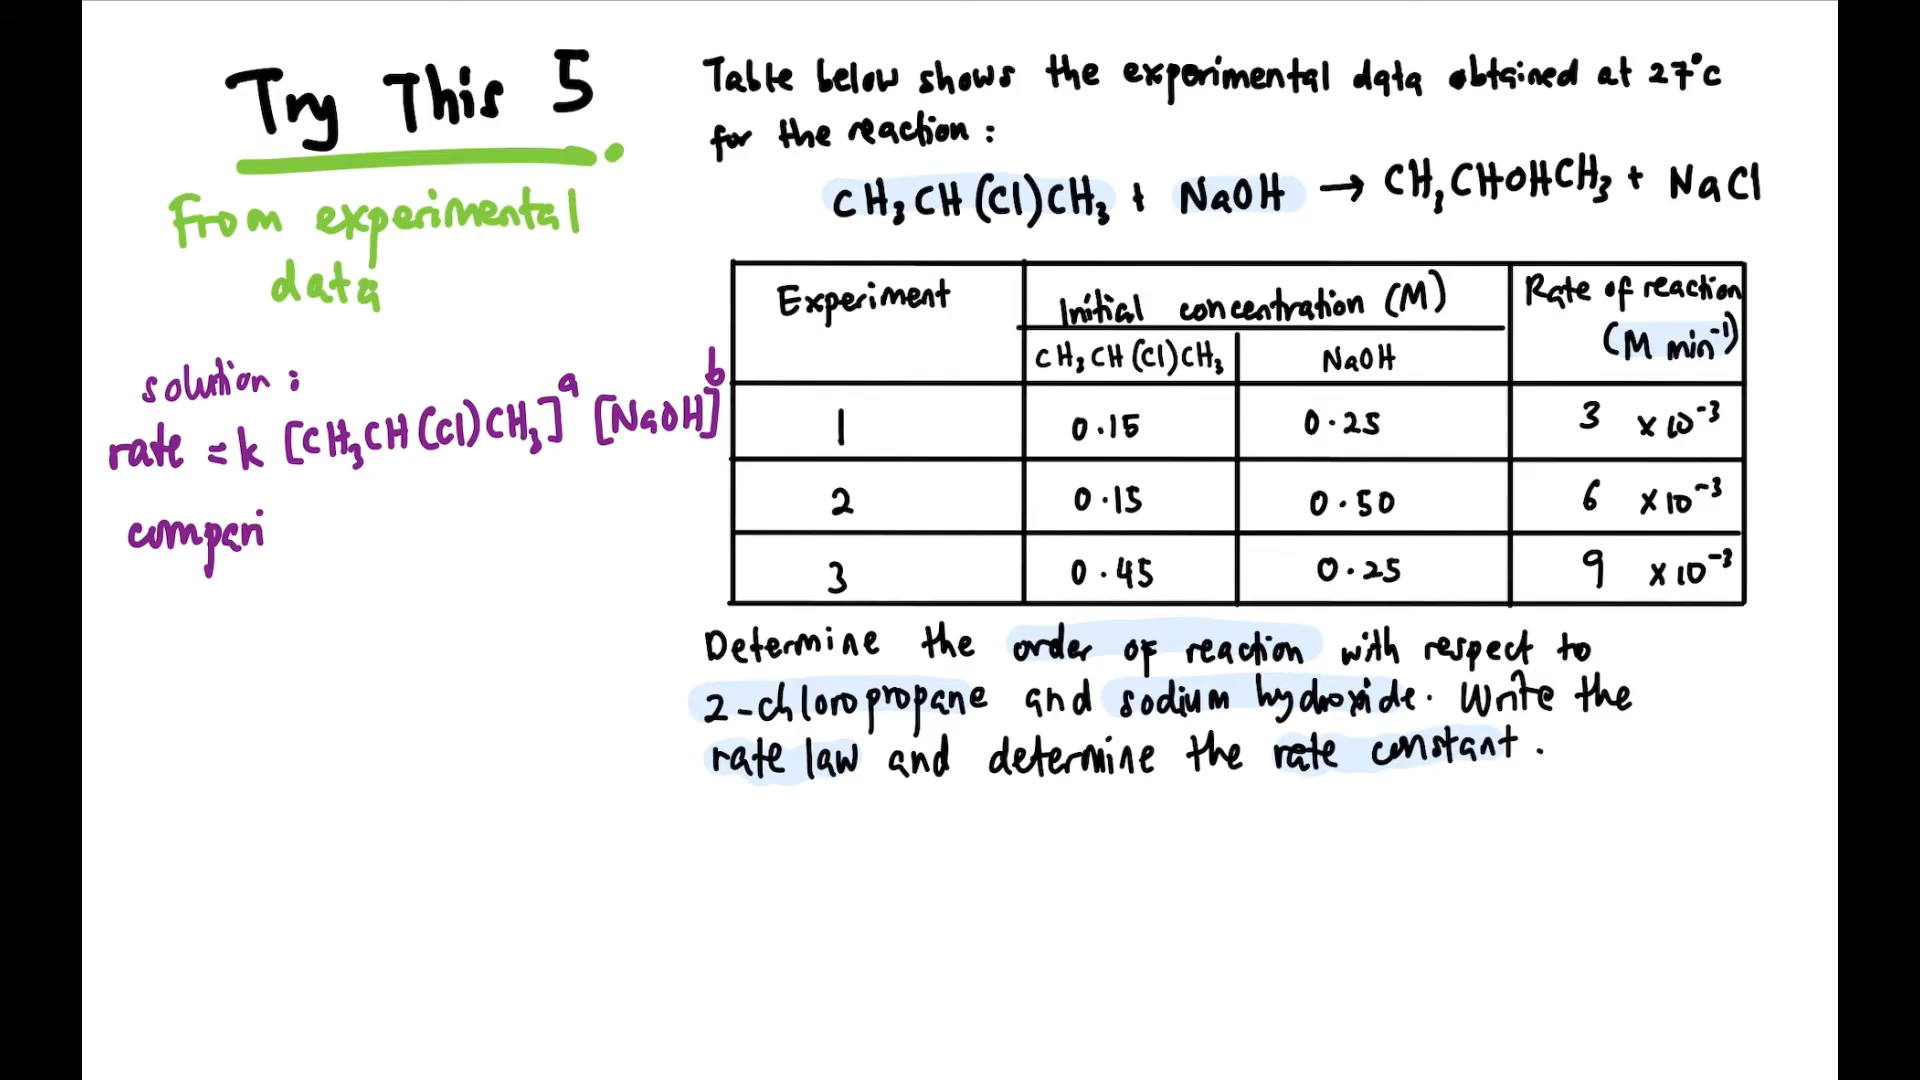 Try This 5
From experimental
data
solution :
rate = k [CH₃CH(Cl)CH₃]ᵃ [NaOH]ᵇ
compari
Table below shows the experimental data obtained at 27°C
for the reaction :
CH₃CH(Cl)CH₃ + NaOH → CH₃CHOHCH₃ + NaCl
Experiment
Initial concentration (M)
Rate of reaction
(M min⁻¹)
CH₃CH(Cl)CH₃
NaOH
1 0.15 0.25 3 x10⁻³
2 0.15 0.50 6 x10⁻³
3 0.45 0.25 9 x10⁻³
Determine the order of reaction with respect to
2-chloropropane and sodium hydroxide. Write the
rate law and determine the rate constant.